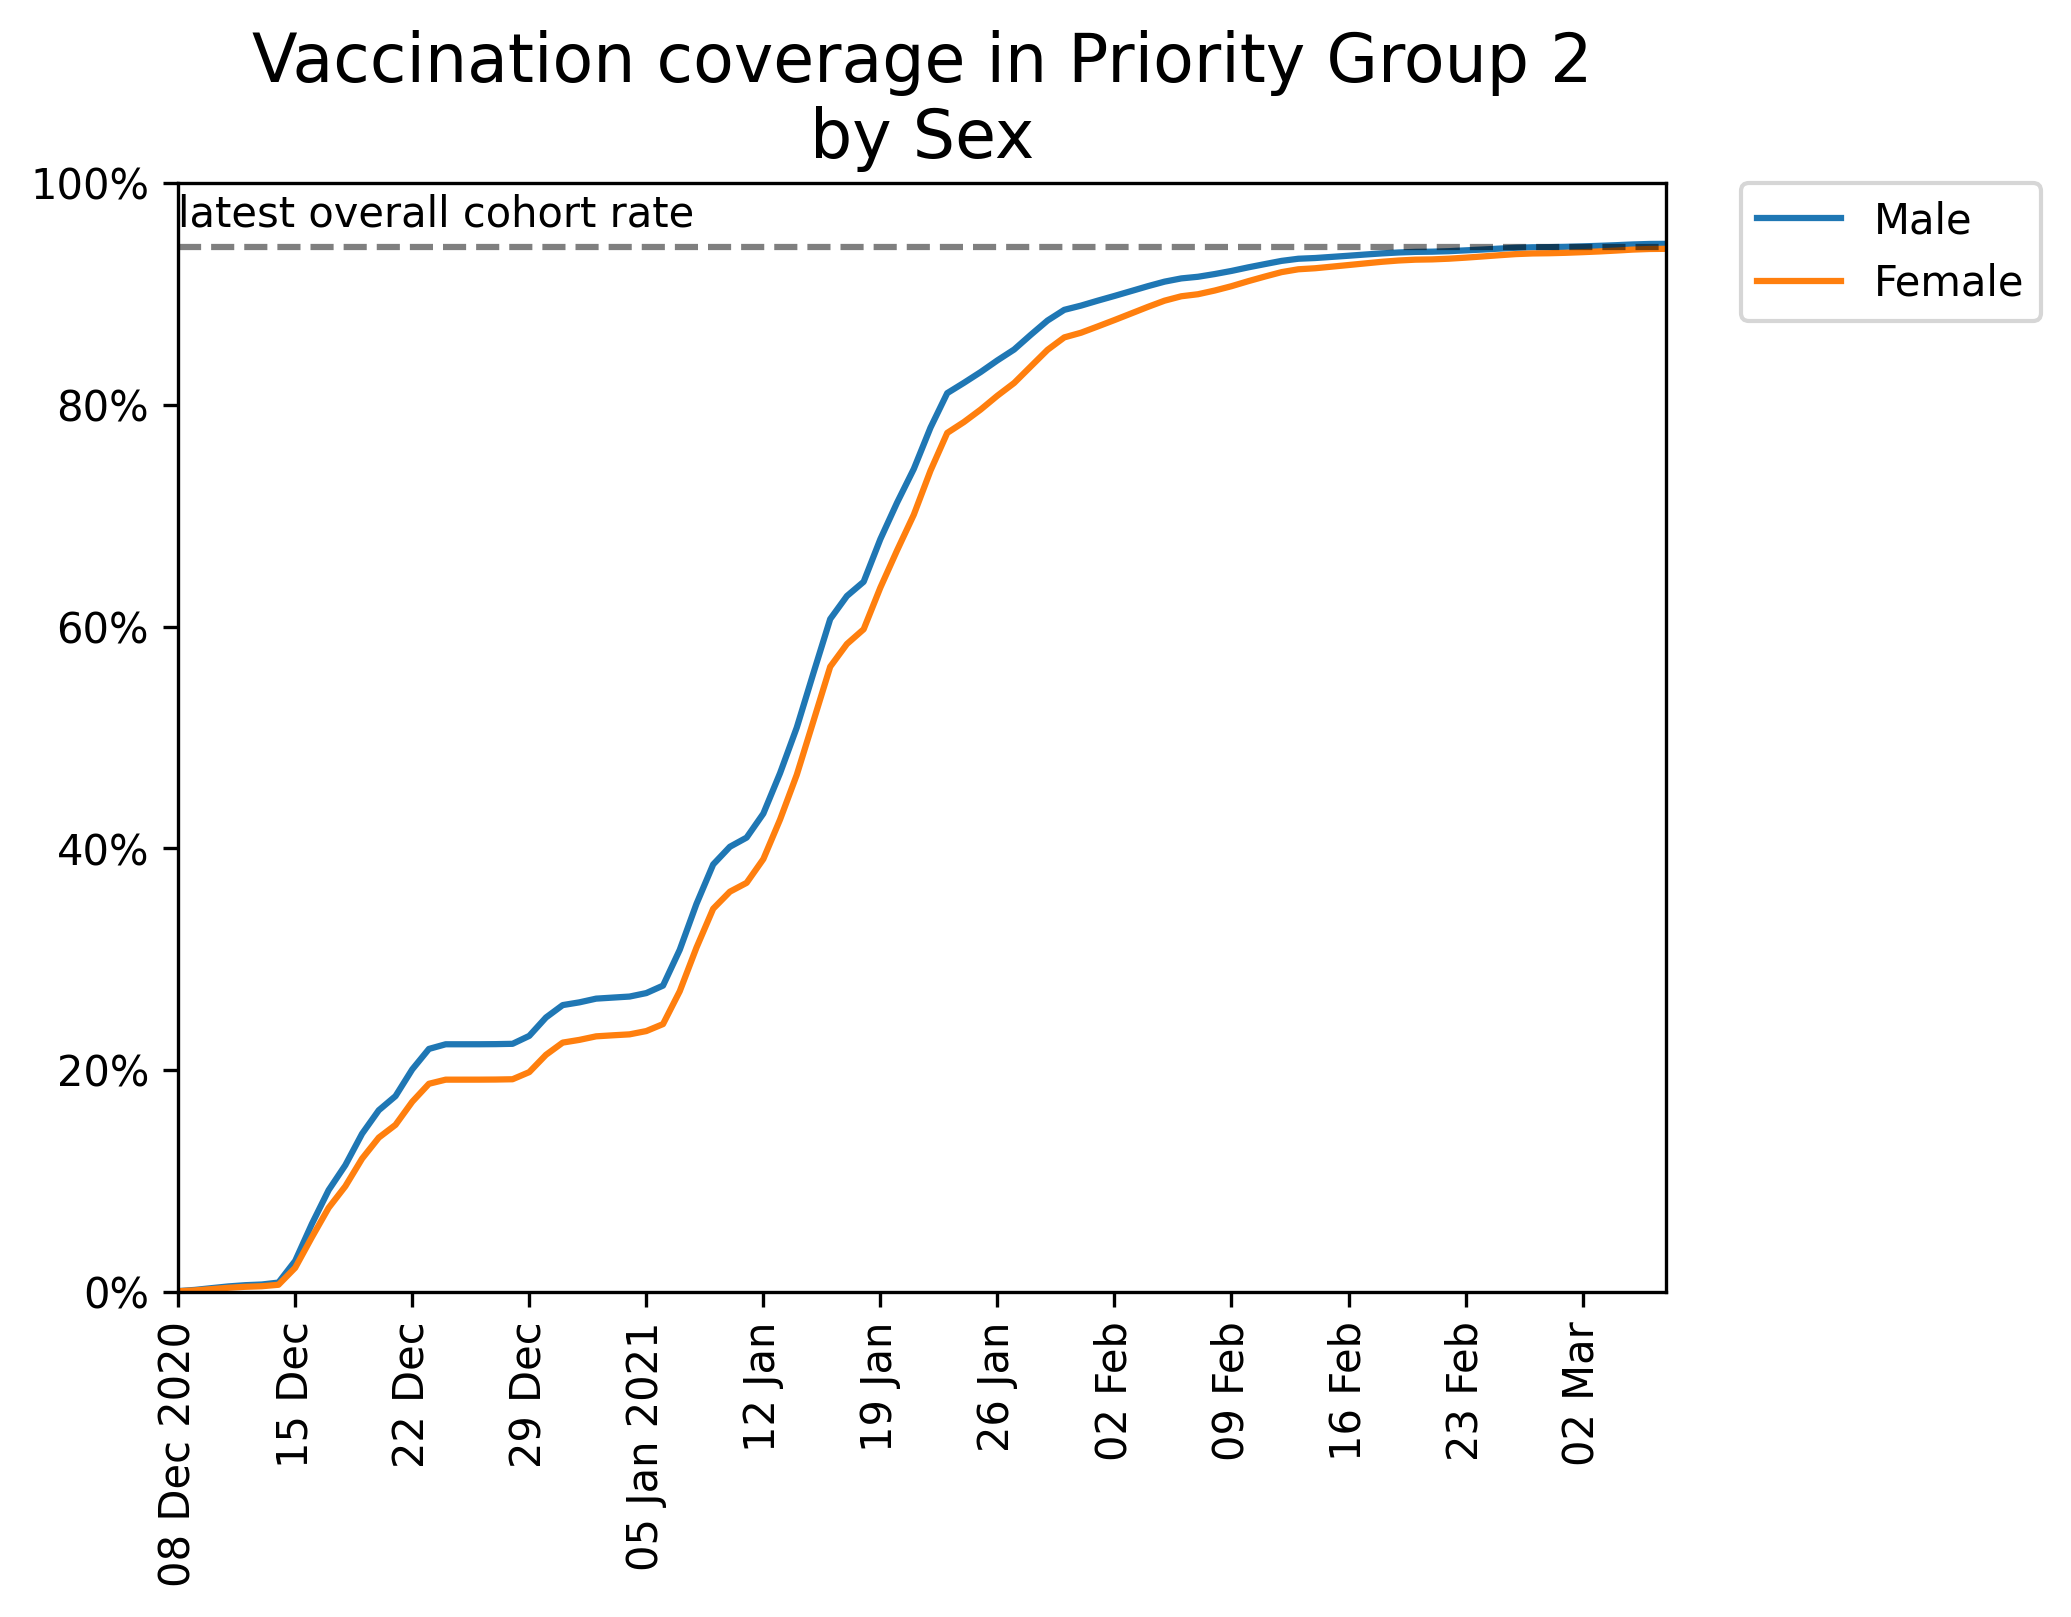 Vaccination coverage in Priority Group 2
by Sex
100%
80%
60%
40%
20%
0%
latest overall cohort rate
Male
Female
08 Dec 2020
15 Dec
22 Dec
29 Dec
05 Jan 2021
12 Jan
19 Jan
26 Jan
02 Feb
09 Feb
16 Feb
23 Feb
02 Mar